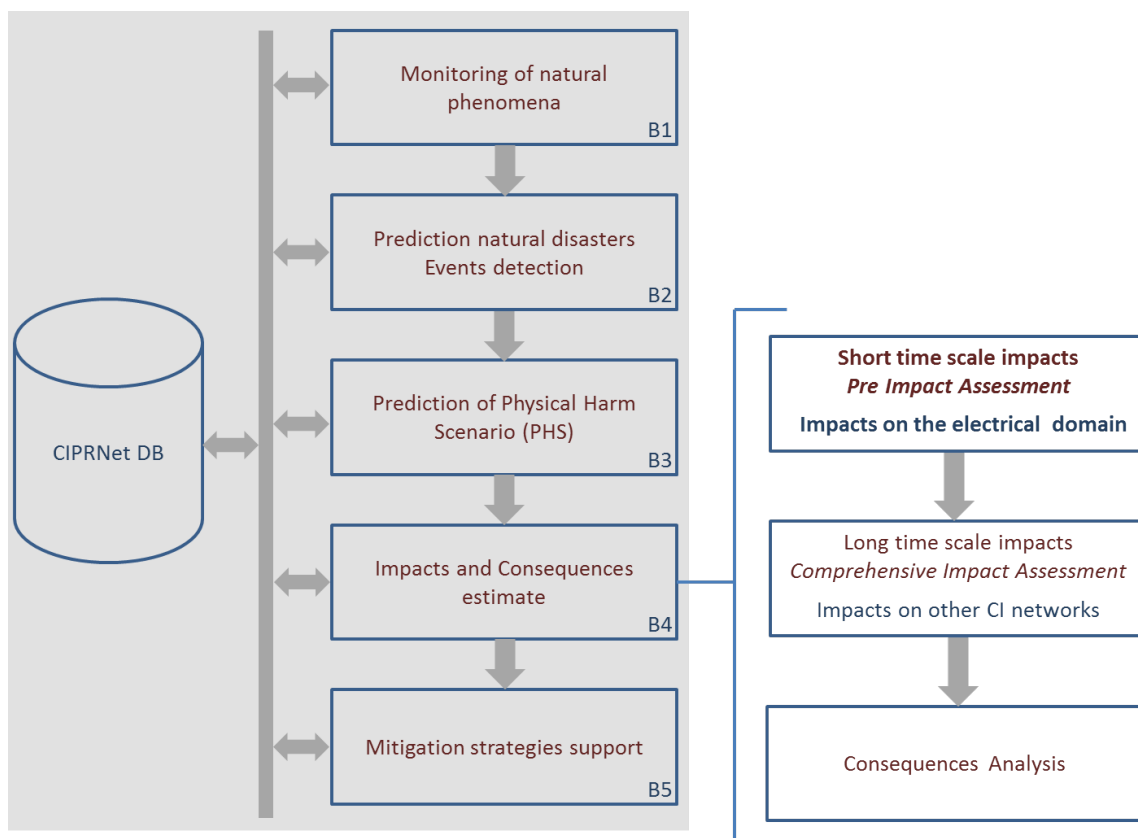 Monitoring of natural
phenomena
B1
Prediction natural disasters
Events detection
B2
Prediction of Physical Harm
Scenario (PHS)
B3
CIPRNet DB
Impacts and Consequences
estimate
B4
Mitigation strategies support
B5
Short time scale impacts
Pre Impact Assessment
Impacts on the electrical domain
Long time scale impacts
Comprehensive Impact Assessment
Impacts on other CI networks
Consequences Analysis